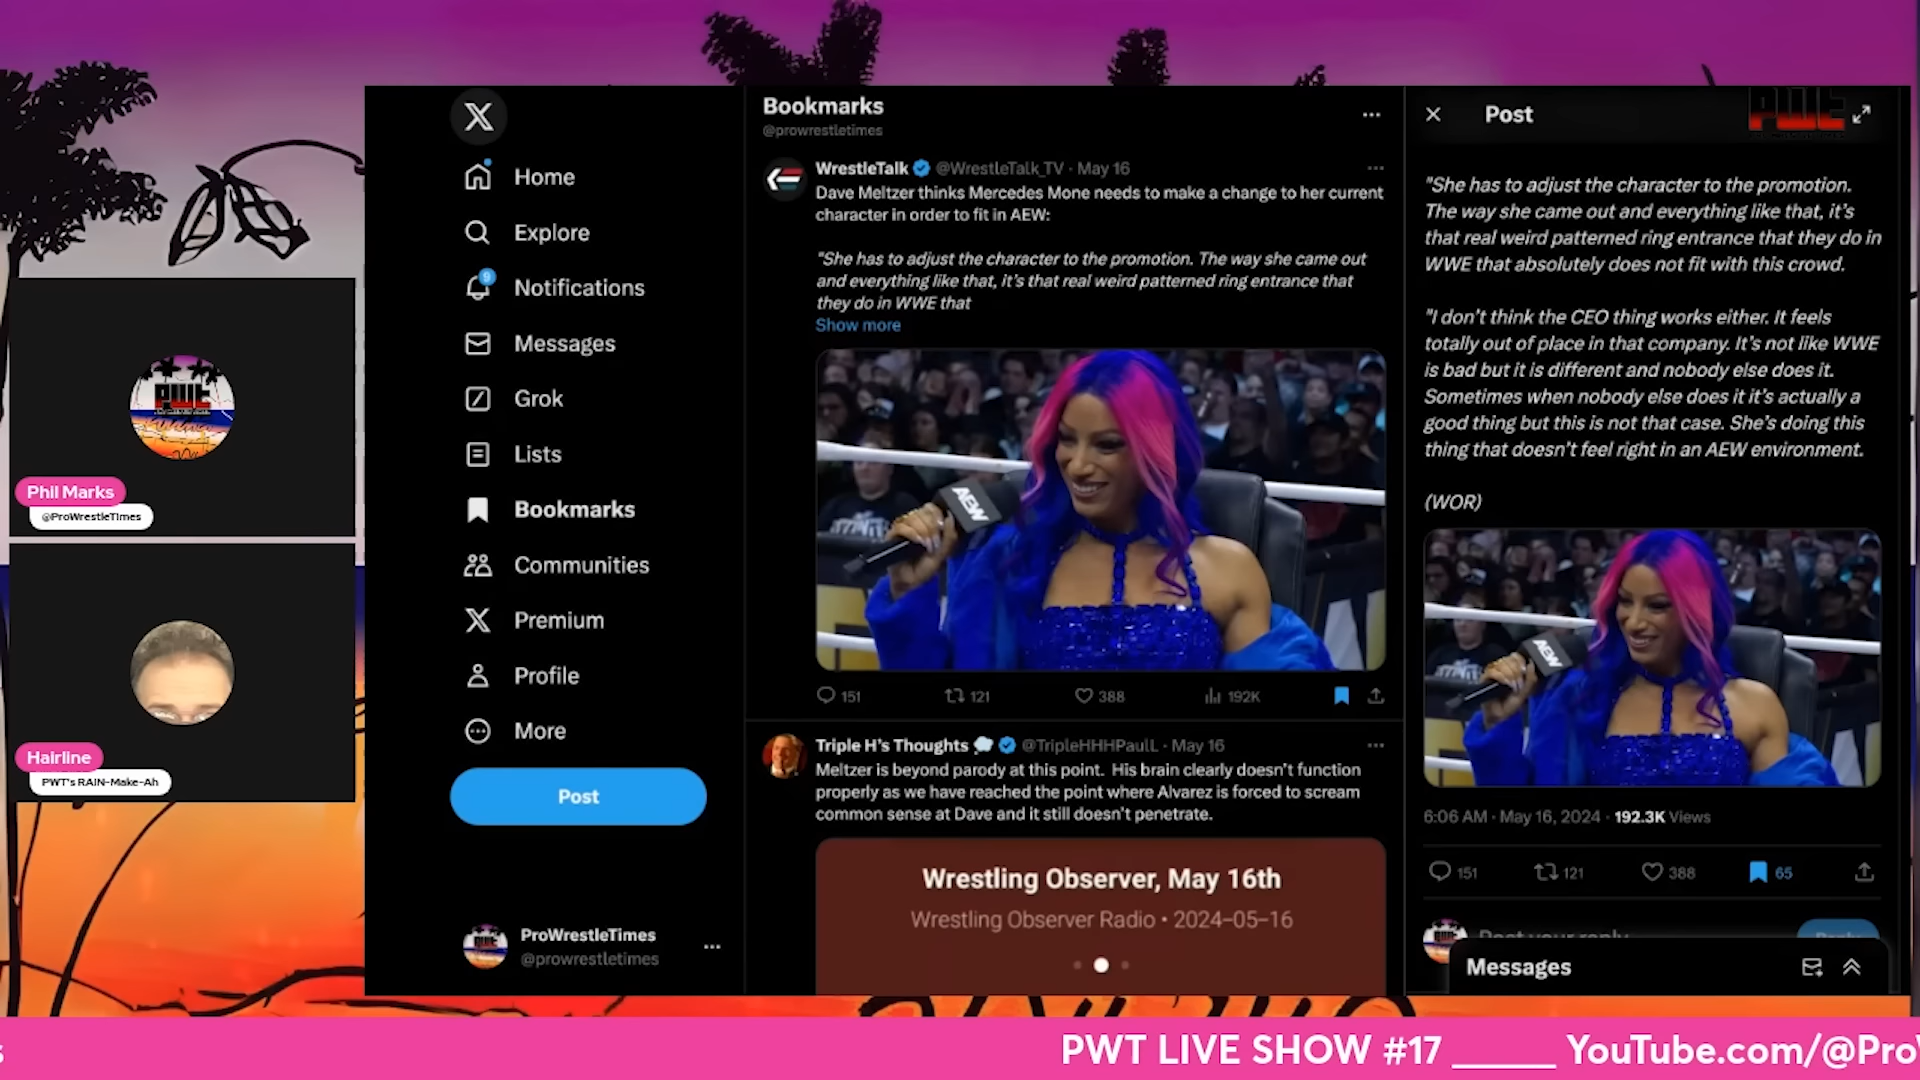 Phil Marks
@ProWrestleTimes
Hairline
PWT's RAIN-Make-Ah
Home
Explore
9
Notifications
Messages
Grok
Lists
Bookmarks
Communities
Premium
Profile
More
Post
ProWrestleTimes
@prowrestletimes
Bookmarks
@prowrestletimes
WrestleTalk @WrestleTalk_TV · May 16
Dave Meltzer thinks Mercedes Mone needs to make a change to her current
character in order to fit in AEW:
"She has to adjust the character to the promotion. The way she came out
and everything like that, it's that real weird patterned ring entrance that
they do in WWE that
Show more
AEW
151 121 388 192K
Triple H's Thoughts @TripleHHHPaulL · May 16
Meltzer is beyond parody at this point. His brain clearly doesn't function
properly as we have reached the point where Alvarez is forced to scream
common sense at Dave and it still doesn't penetrate.
Wrestling Observer, May 16th
Wrestling Observer Radio • 2024-05-16
Post
PWT
"She has to adjust the character to the promotion.
The way she came out and everything like that, it's
that real weird patterned ring entrance that they do in
WWE that absolutely does not fit with this crowd.
"I don't think the CEO thing works either. It feels
totally out of place in that company. It's not like WWE
is bad but it is different and nobody else does it.
Sometimes when nobody else does it it's actually a
good thing but this is not that case. She's doing this
thing that doesn't feel right in an AEW environment.
(WOR)
AEW
6:06 AM · May 16, 2024 · 192.3K Views
151 121 388 65
Post your reply
Reply
Messages
s
PWT LIVE SHOW #17 _____ YouTube.com/@ProW